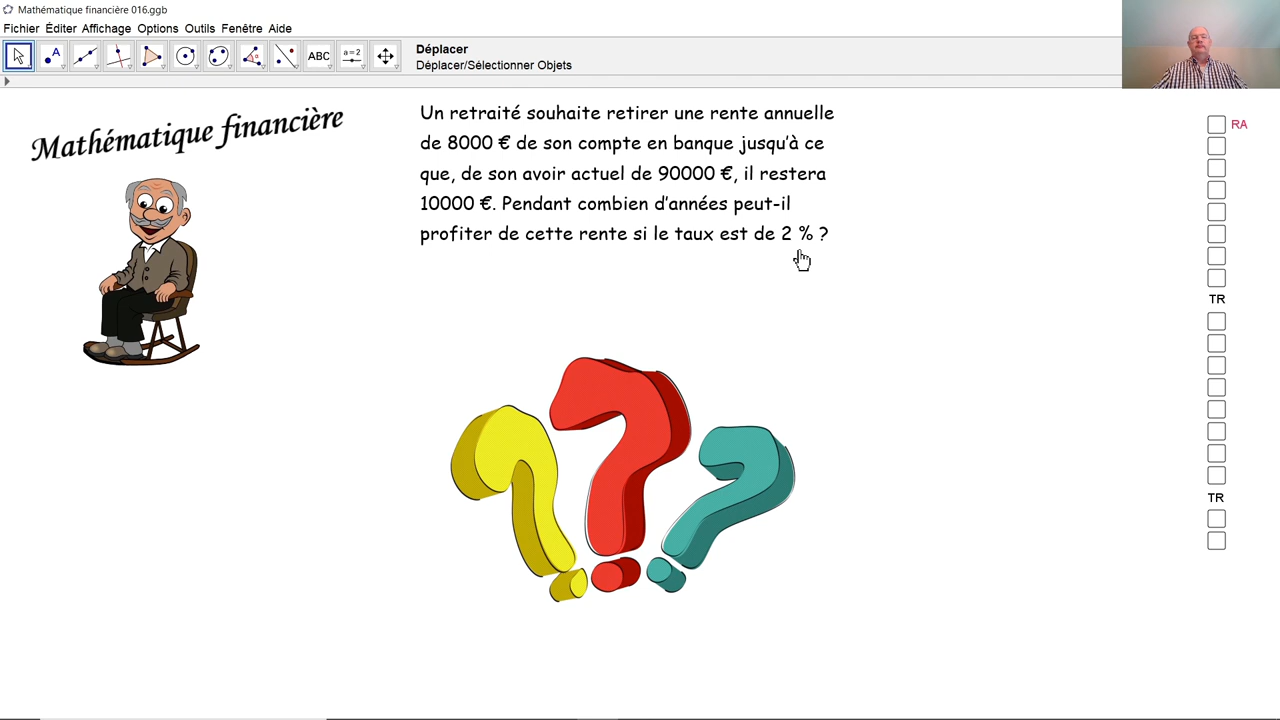 Mathématique financière 016.ggb
Fichier Éditer Affichage Options Outils Fenêtre Aide
A ABC a=2 Déplacer
Déplacer/Sélectionner Objets
Mathématique financière
Un retraité souhaite retirer une rente annuelle
de 8000 € de son compte en banque jusqu'à ce
que, de son avoir actuel de 90000 €, il restera
10000 €. Pendant combien d'années peut-il
profiter de cette rente si le taux est de 2 % ?
RA
TR
TR